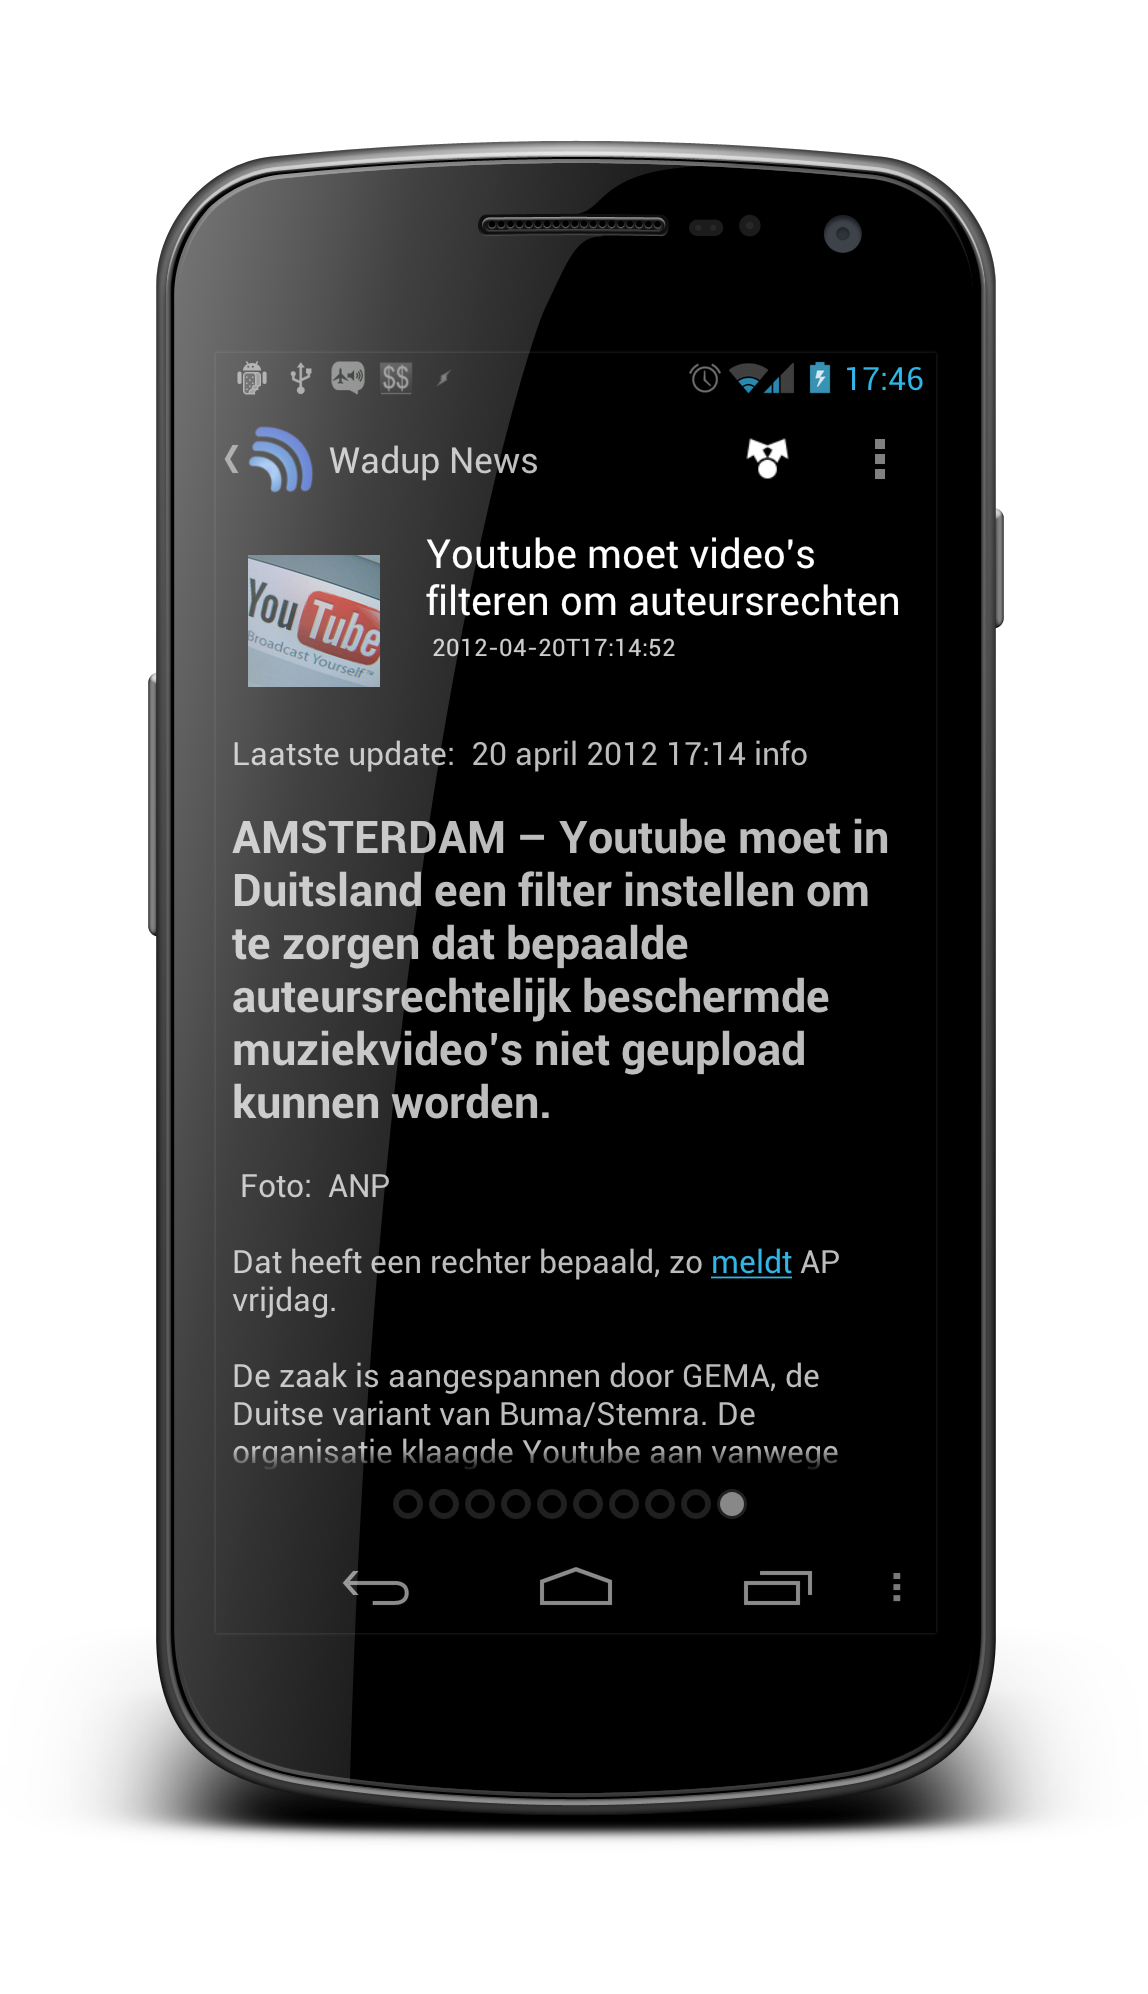 $$
17:46
Wadup News
You Tube
Broadcast Yourself™
Youtube moet video's
filteren om auteursrechten
2012-04-20T17:14:52
Laatste update:  20 april 2012 17:14 info
AMSTERDAM – Youtube moet in
Duitsland een filter instellen om
te zorgen dat bepaalde
auteursrechtelijk beschermde
muziekvideo's niet geupload
kunnen worden.
Foto:  ANP
Dat heeft een rechter bepaald, zo meldt AP
vrijdag.
De zaak is aangespannen door GEMA, de
Duitse variant van Buma/Stemra. De
organisatie klaagde Youtube aan vanwege